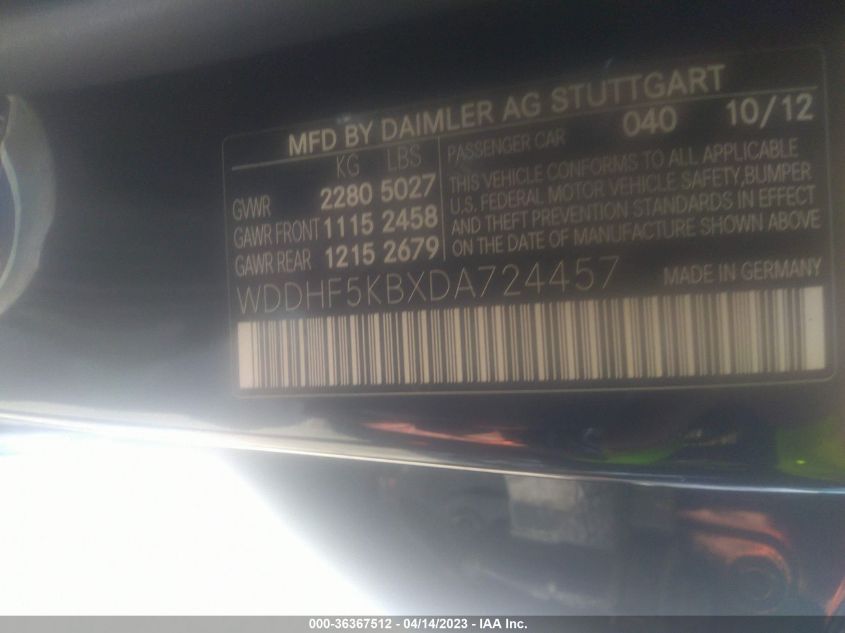 MFD BY DAIMLER AG STUTTGART
KG LBS
GVWR 2280 5027
GAWR FRONT 1115 2458
GAWR REAR 1215 2679
PASSENGER CAR 040 10/12
THIS VEHICLE CONFORMS TO ALL APPLICABLE
U.S. FEDERAL MOTOR VEHICLE SAFETY,BUMPER
AND THEFT PREVENTION STANDARDS IN EFFECT
ON THE DATE OF MANUFACTURE SHOWN ABOVE
WDDHF5KBXDA724457 MADE IN GERMANY
000-36367512 - 04/14/2023 - IAA Inc.